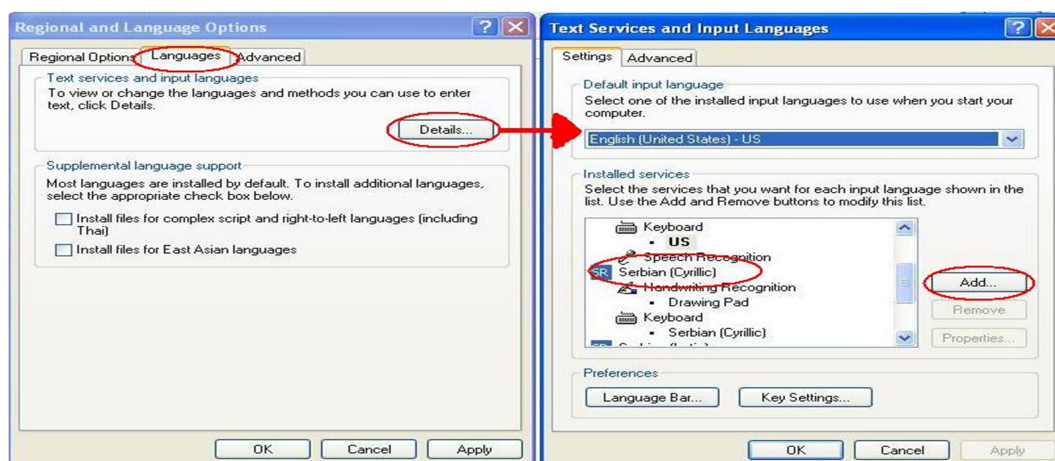 Regional and Language Options
Regional Options
Languages
Advanced
Text services and input languages
To view or change the languages and methods you can use to enter
text, click Details.
Details...
Supplemental language support
Most languages are installed by default. To install additional languages,
select the appropriate check box below.
Install files for complex script and right-to-left languages (including
Thai)
Install files for East Asian languages
OK
Cancel
Apply
Text Services and Input Languages
Settings
Advanced
Default input language
Select one of the installed input languages to use when you start your
computer.
English (United States) - US
Installed services
Select the services that you want for each input language shown in the
list. Use the Add and Remove buttons to modify this list.
Keyboard
US
Speech Recognition
SR Serbian (Cyrillic)
Handwriting Recognition
Drawing Pad
Keyboard
Serbian (Cyrillic)
Add...
Remove
Properties...
Preferences
Language Bar...
Key Settings...
OK
Cancel
Apply